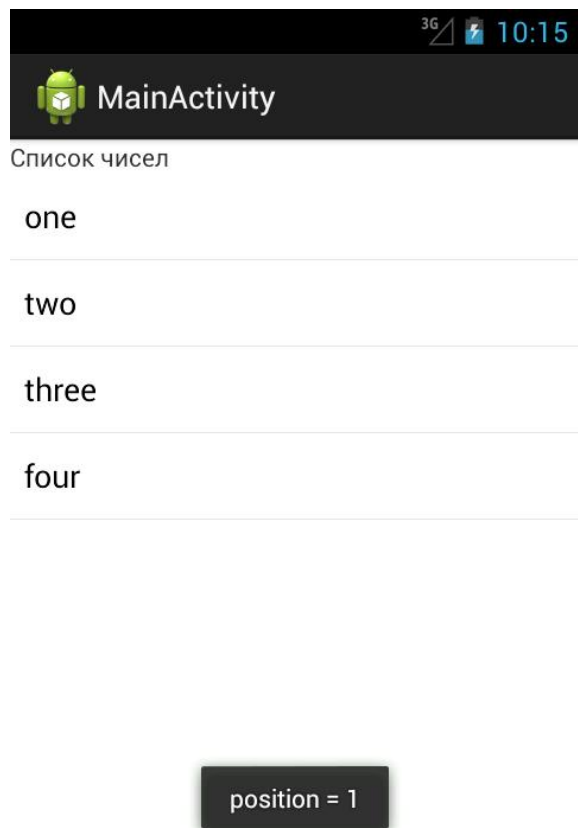 3G 10:15
MainActivity
Список чисел
one
two
three
four
position = 1